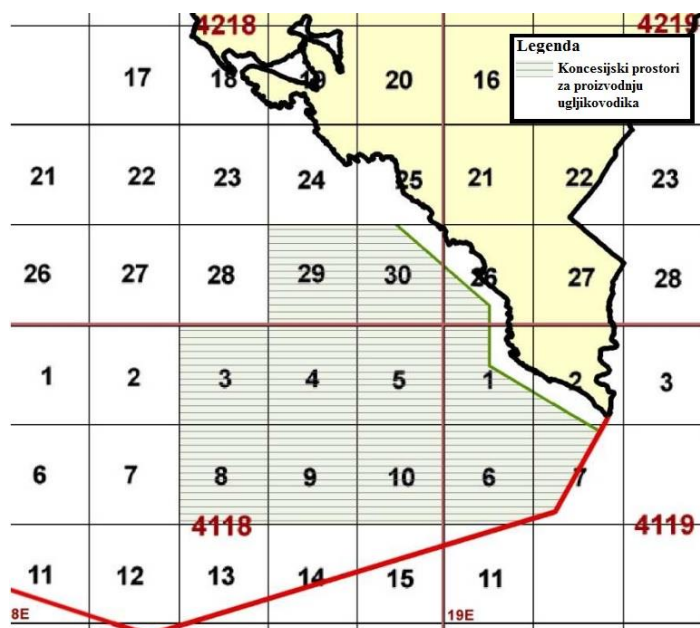 4218 4219
Legenda
Koncesijski prostori
za proizvodnju
ugljikovodika
17 18 19 20 16
21 22 23 24 25 21 22 23
26 27 28 29 30 26 27 28
1 2 3 4 5 1 2 3
6 7 8 9 10 6 7
4118 4119
11 12 13 14 15 11
8E 19E